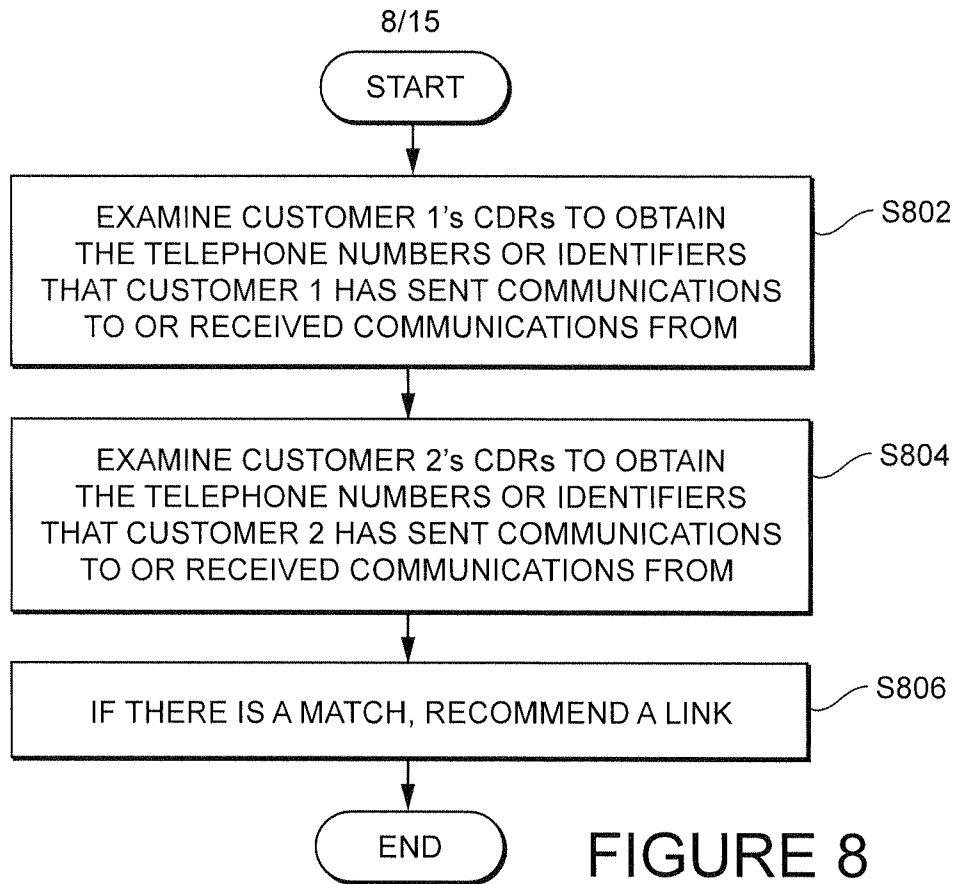 8/15
START
EXAMINE CUSTOMER 1's CDRs TO OBTAIN
THE TELEPHONE NUMBERS OR IDENTIFIERS
THAT CUSTOMER 1 HAS SENT COMMUNICATIONS
TO OR RECEIVED COMMUNICATIONS FROM
S802
EXAMINE CUSTOMER 2's CDRs TO OBTAIN
THE TELEPHONE NUMBERS OR IDENTIFIERS
THAT CUSTOMER 2 HAS SENT COMMUNICATIONS
TO OR RECEIVED COMMUNICATIONS FROM
S804
IF THERE IS A MATCH, RECOMMEND A LINK
S806
END
FIGURE 8